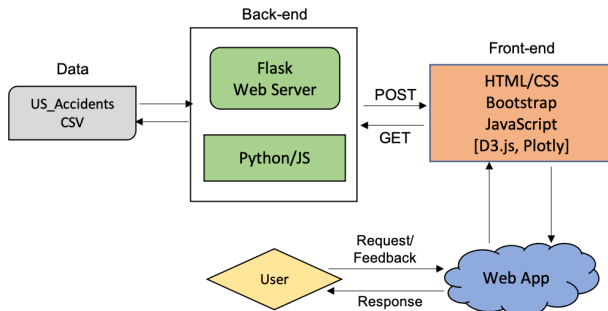 Back-end
Data
Front-end
US_Accidents
CSV
Flask
Web Server
Python/JS
POST
GET
HTML/CSS
Bootstrap
JavaScript
[D3.js, Plotly]
User
Request/
Feedback
Response
Web App